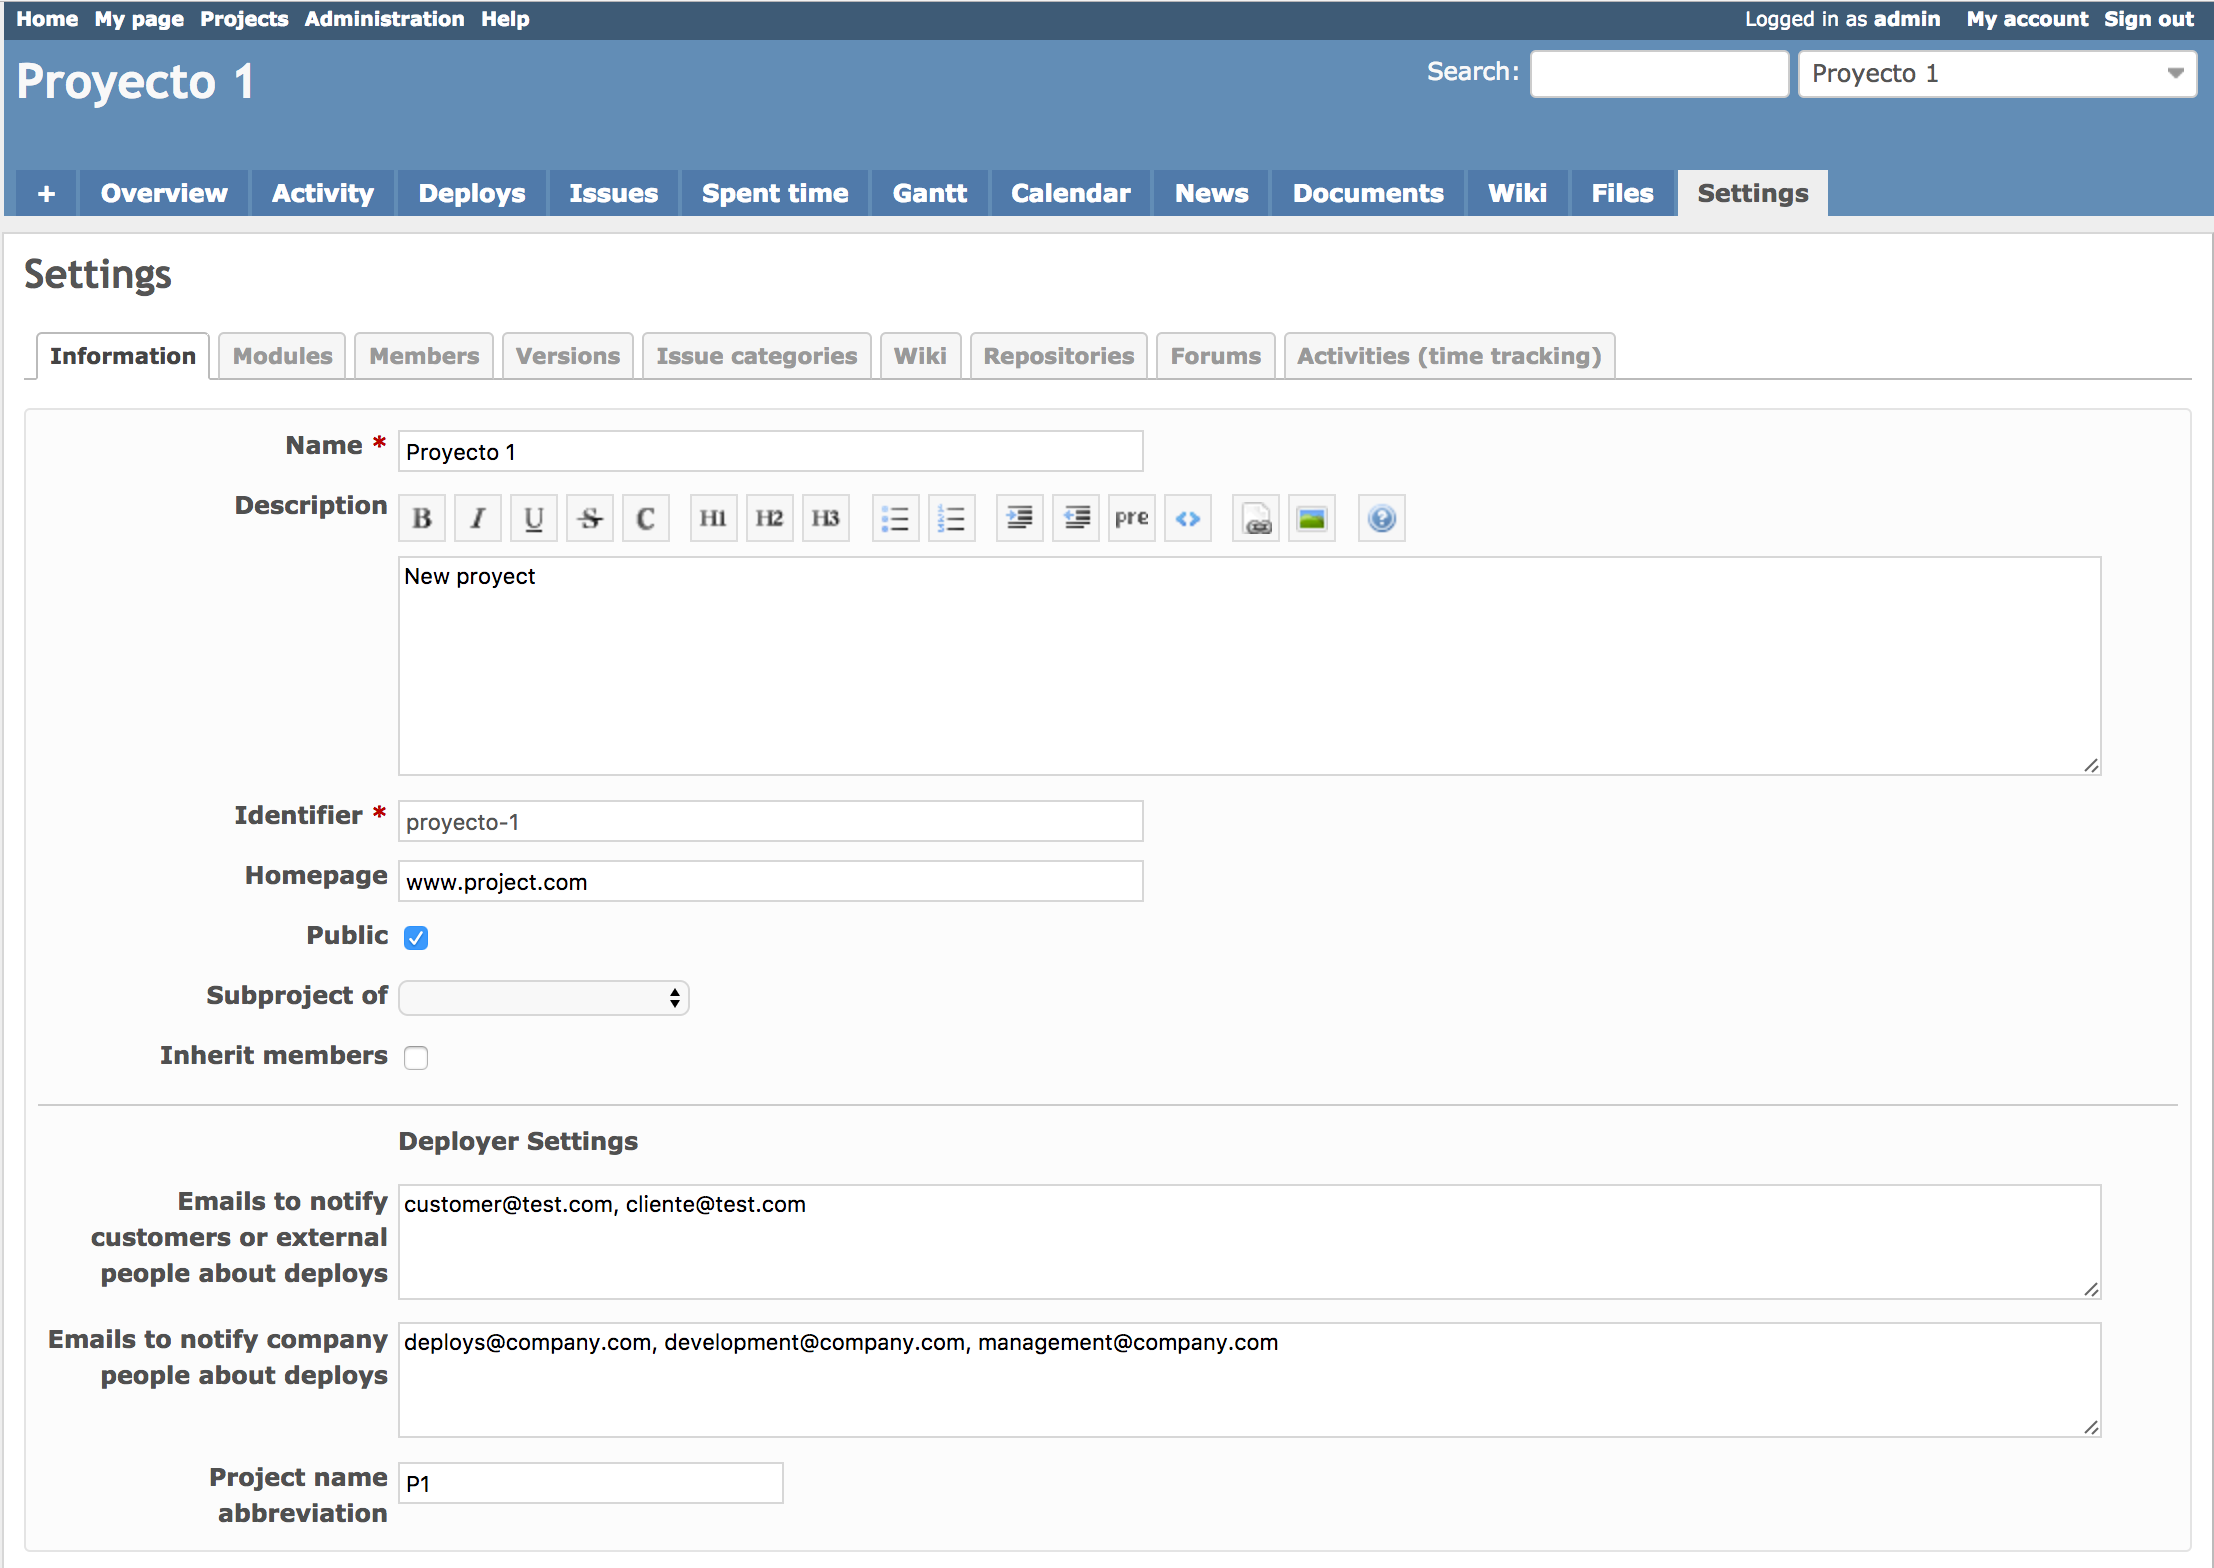 Home My page Projects Administration Help Logged in as admin My account Sign out
Proyecto 1 Search: Proyecto 1
+ Overview Activity Deploys Issues Spent time Gantt Calendar News Documents Wiki Files Settings
Settings
Information Modules Members Versions Issue categories Wiki Repositories Forums Activities (time tracking)
Name * Proyecto 1
Description B I U S C H1 H2 H3 pre <> ?
New proyect
Identifier * proyecto-1
Homepage www.project.com
Public
Subproject of
Inherit members
Deployer Settings
Emails to notify customer@test.com, cliente@test.com
customers or external
people about deploys
Emails to notify company deploys@company.com, development@company.com, management@company.com
people about deploys
Project name P1
abbreviation